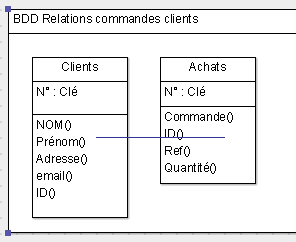 BDD Relations commandes clients
Clients
N° : Clé
NOM()
Prénom()
Adresse()
email()
ID()
Achats
N° : Clé
Commande()
ID()
Ref()
Quantité()